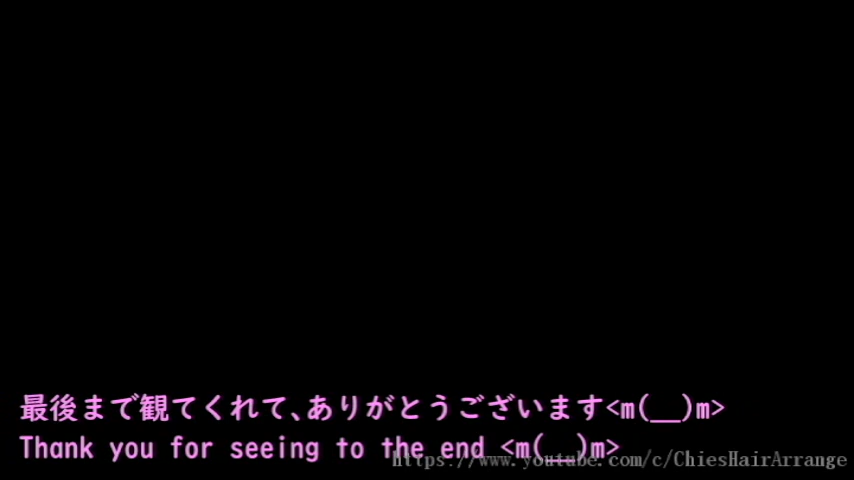 最後まで観てくれて、ありがとうございます<m(__)m>
Thank you for seeing to the end <m(__)m>
https://www.youtube.com/c/ChiesHairArrange